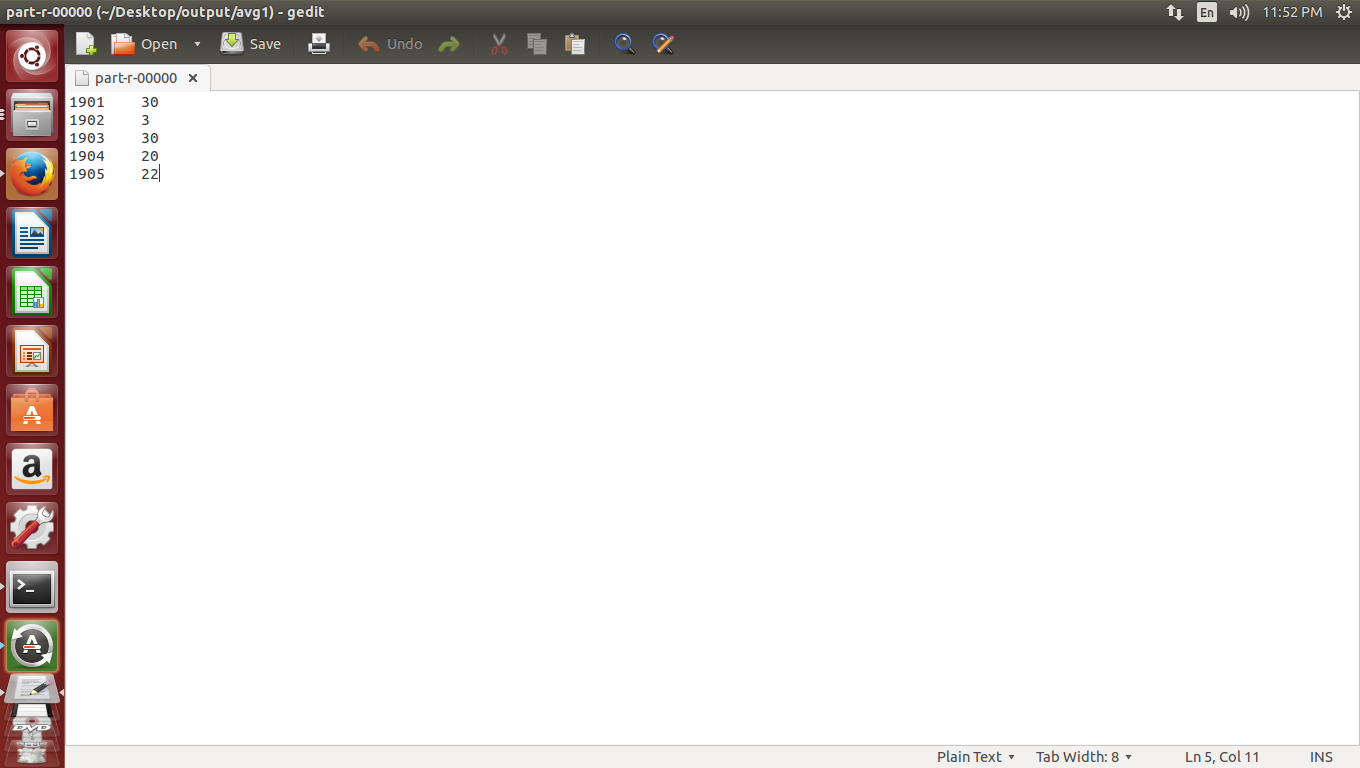 part-r-00000 (~/Desktop/output/avg1) - gedit
En 11:52 PM
Open Save Undo
part-r-00000
1901 30
1902 3
1903 30
1904 20
1905 22
Plain Text Tab Width: 8 Ln 5, Col 11 INS